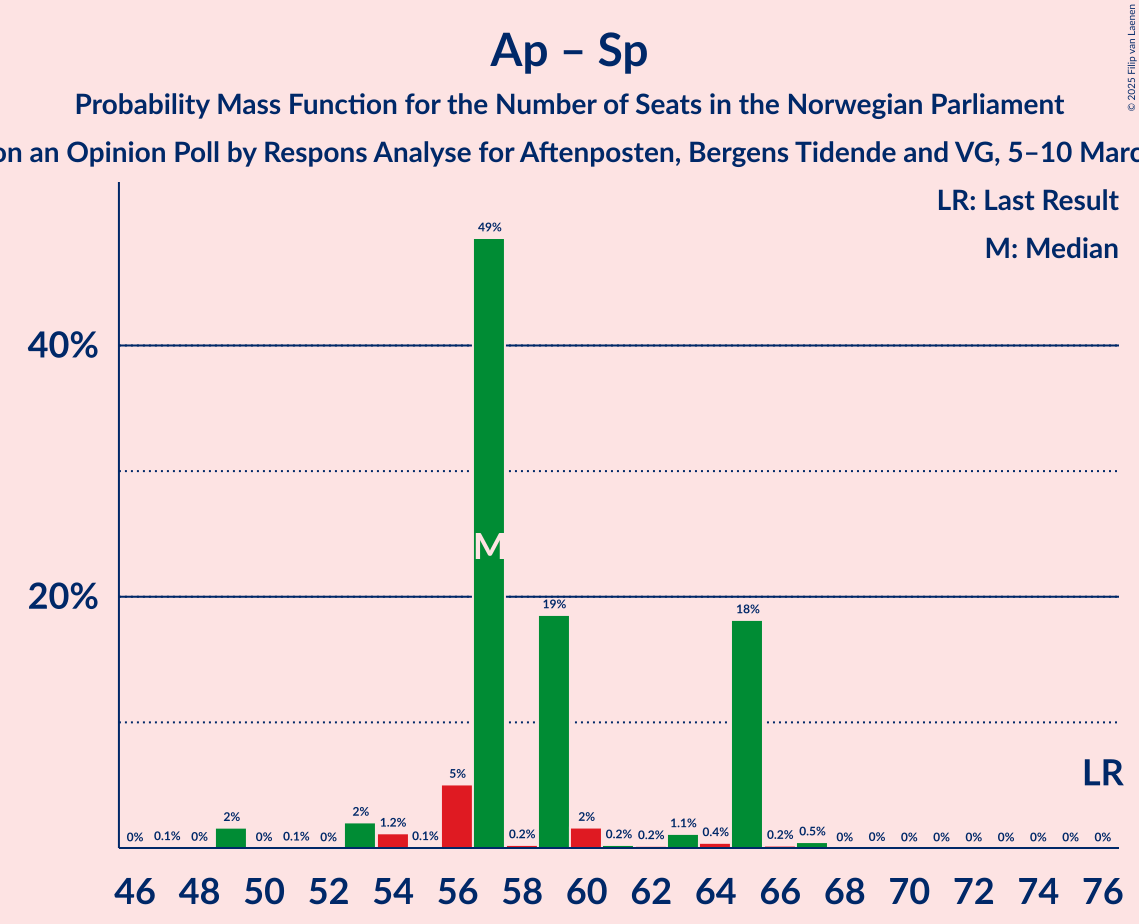 Ap – Sp
Probability Mass Function for the Number of Seats in the Norwegian Parliament
on an Opinion Poll by Respons Analyse for Aftenposten, Bergens Tidende and VG, 5–10
© 2025 Filip van Laenen
LR: Last Result
M: Median
40%
20%
0% 0.1% 0% 2% 0% 0.1% 0% 2% 1.2% 0.1% 5% 49% 0.2% 19% 2% 0.2% 0.2% 1.1% 0.4% 18% 0.2% 0.5% 0% 0% 0% 0% 0% 0% 0% 0% 0%
M
LR
46 48 50 52 54 56 58 60 62 64 66 68 70 72 74 76